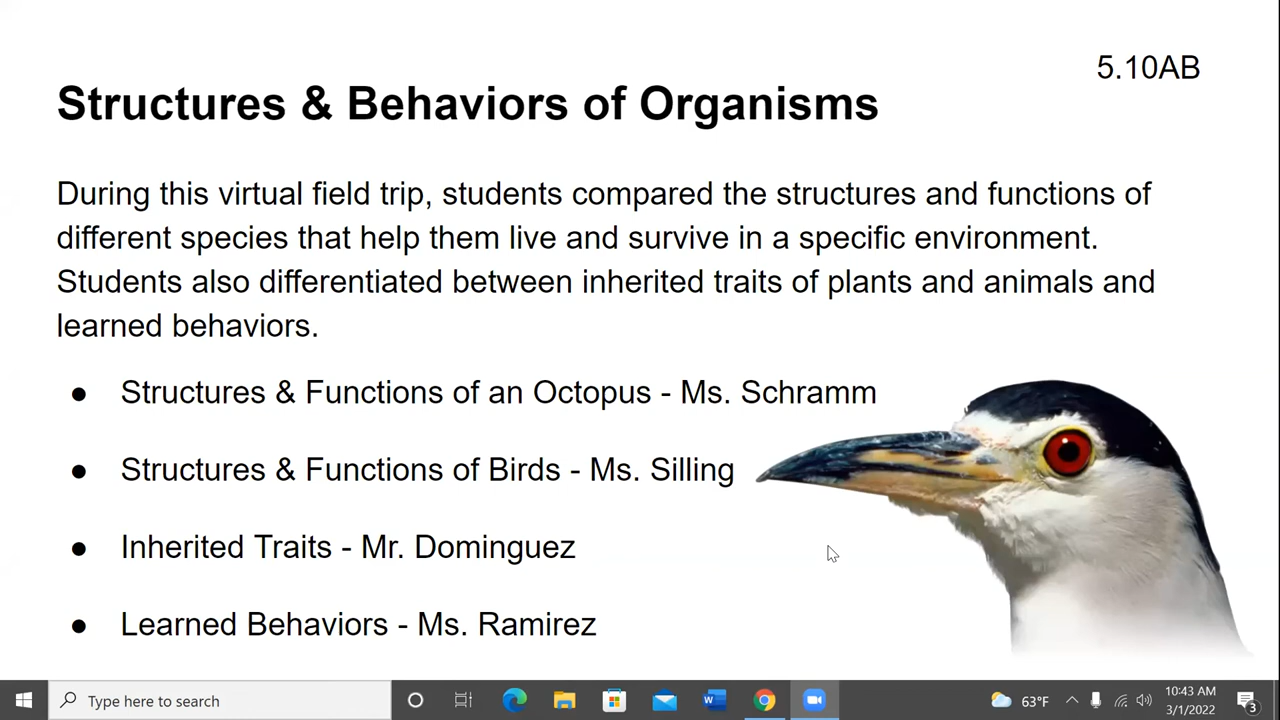 5.10AB
Structures & Behaviors of Organisms
During this virtual field trip, students compared the structures and functions of
different species that help them live and survive in a specific environment.
Students also differentiated between inherited traits of plants and animals and
learned behaviors.
● Structures & Functions of an Octopus - Ms. Schramm
● Structures & Functions of Birds - Ms. Silling
● Inherited Traits - Mr. Dominguez
● Learned Behaviors - Ms. Ramirez
Type here to search
63°F
10:43 AM
3/1/2022
3